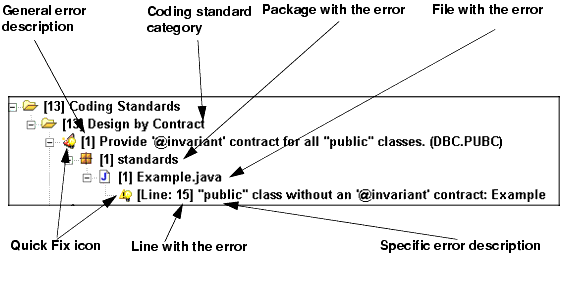 General error description
Coding standard category
Package with the error
File with the error
[13] Coding Standards
[13] Design by Contract
[1] Provide '@invariant' contract for all "public" classes. (DBC.PUBC)
[1] standards
[1] Example.java
[Line: 15] "public" class without an '@invariant' contract: Example
Quick Fix icon
Line with the error
Specific error description